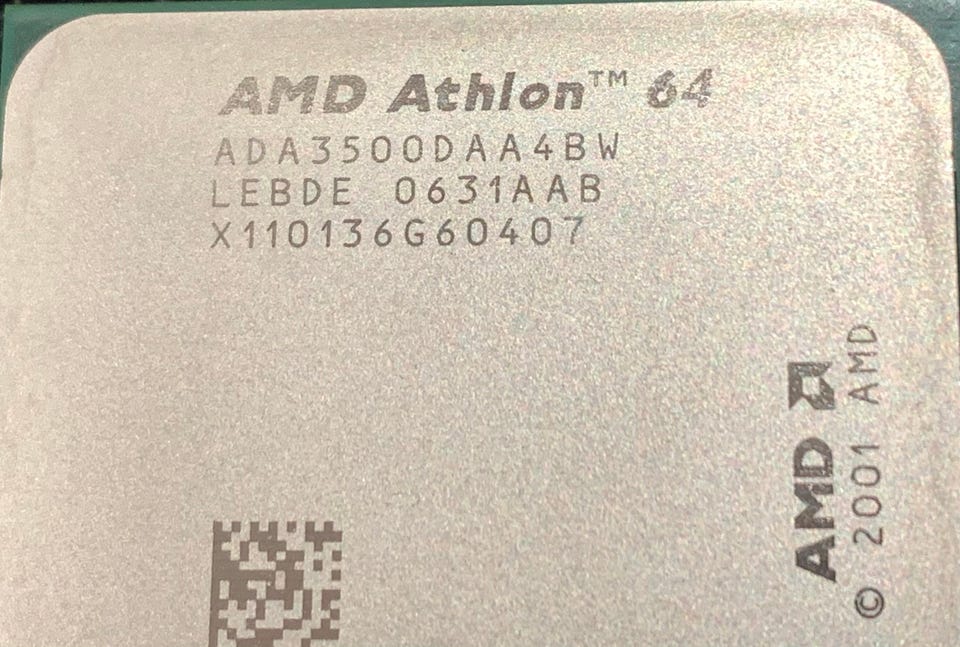 AMD Athlon™ 64
ADA3500DAA4BW
LEBDE 0631AAB
X110136G60407
AMD
© 2001 AMD